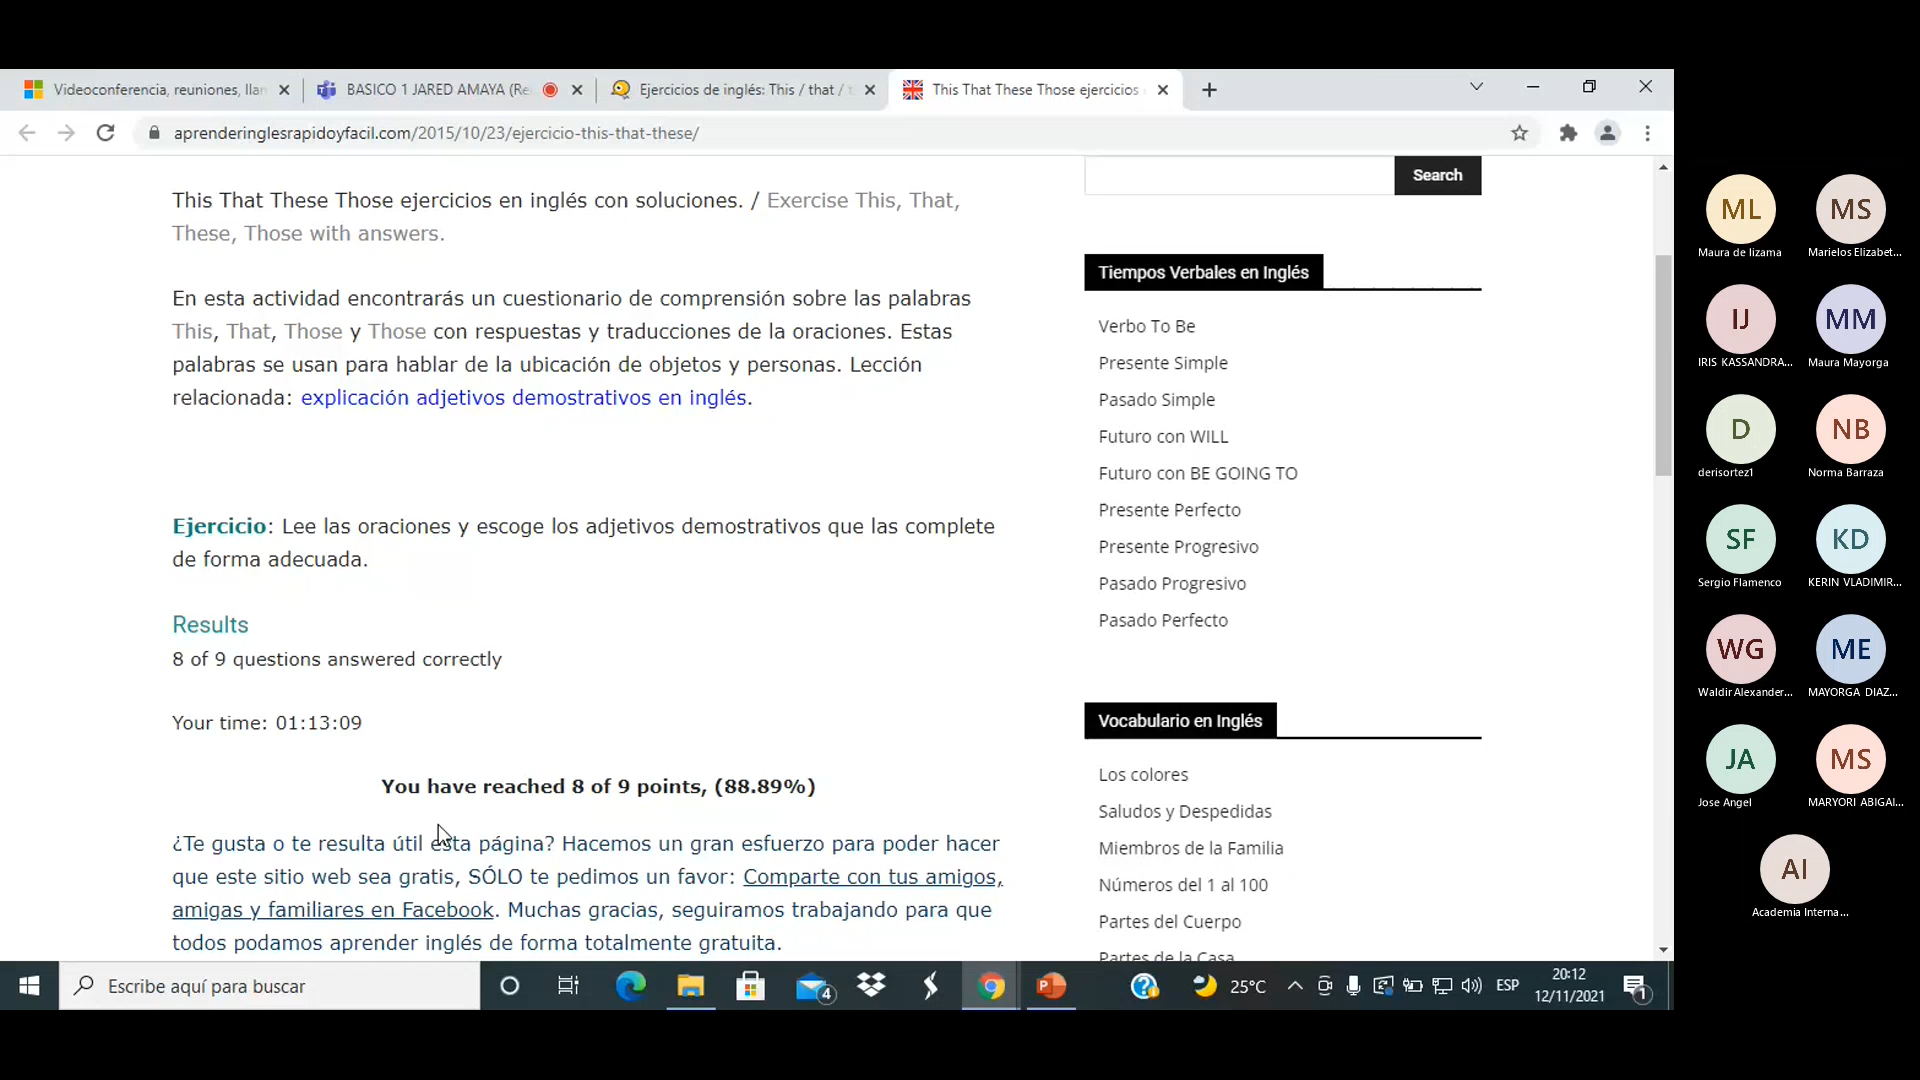 Videoconferencia, reuniones, llan
BASICO 1 JARED AMAYA (Re
Ejercicios de inglés: This / that / t
This That These Those ejercicios
aprenderinglesrapidoyfacil.com/2015/10/23/ejercicio-this-that-these/
This That These Those ejercicios en inglés con soluciones. / Exercise This, That,
These, Those with answers.
En esta actividad encontrarás un cuestionario de comprensión sobre las palabras
This, That, Those y Those con respuestas y traducciones de la oraciones. Estas
palabras se usan para hablar de la ubicación de objetos y personas. Lección
relacionada: explicación adjetivos demostrativos en inglés.
Ejercicio: Lee las oraciones y escoge los adjetivos demostrativos que las complete
de forma adecuada.
Results
8 of 9 questions answered correctly
Your time: 01:13:09
You have reached 8 of 9 points, (88.89%)
¿Te gusta o te resulta útil esta página? Hacemos un gran esfuerzo para poder hacer
que este sitio web sea gratis, SÓLO te pedimos un favor: Comparte con tus amigos,
amigas y familiares en Facebook. Muchas gracias, seguiramos trabajando para que
todos podamos aprender inglés de forma totalmente gratuita.
Search
Tiempos Verbales en Inglés
Verbo To Be
Presente Simple
Pasado Simple
Futuro con WILL
Futuro con BE GOING TO
Presente Perfecto
Presente Progresivo
Pasado Progresivo
Pasado Perfecto
Vocabulario en Inglés
Los colores
Saludos y Despedidas
Miembros de la Familia
Números del 1 al 100
Partes del Cuerpo
Partes de la Casa
ML
Maura de lizama
MS
Marielos Elizabet...
IJ
IRIS KASSANDRA...
MM
Maura Mayorga
D
derisortez1
NB
Norma Barraza
SF
Sergio Flamenco
KD
KERIN VLADIMIR...
WG
Waldir Alexander...
ME
MAYORGA DIAZ...
JA
Jose Angel
MS
MARYORI ABIGAI...
AI
Academia Interna...
Escribe aquí para buscar
4
25°C
ESP
20:12
12/11/2021
1